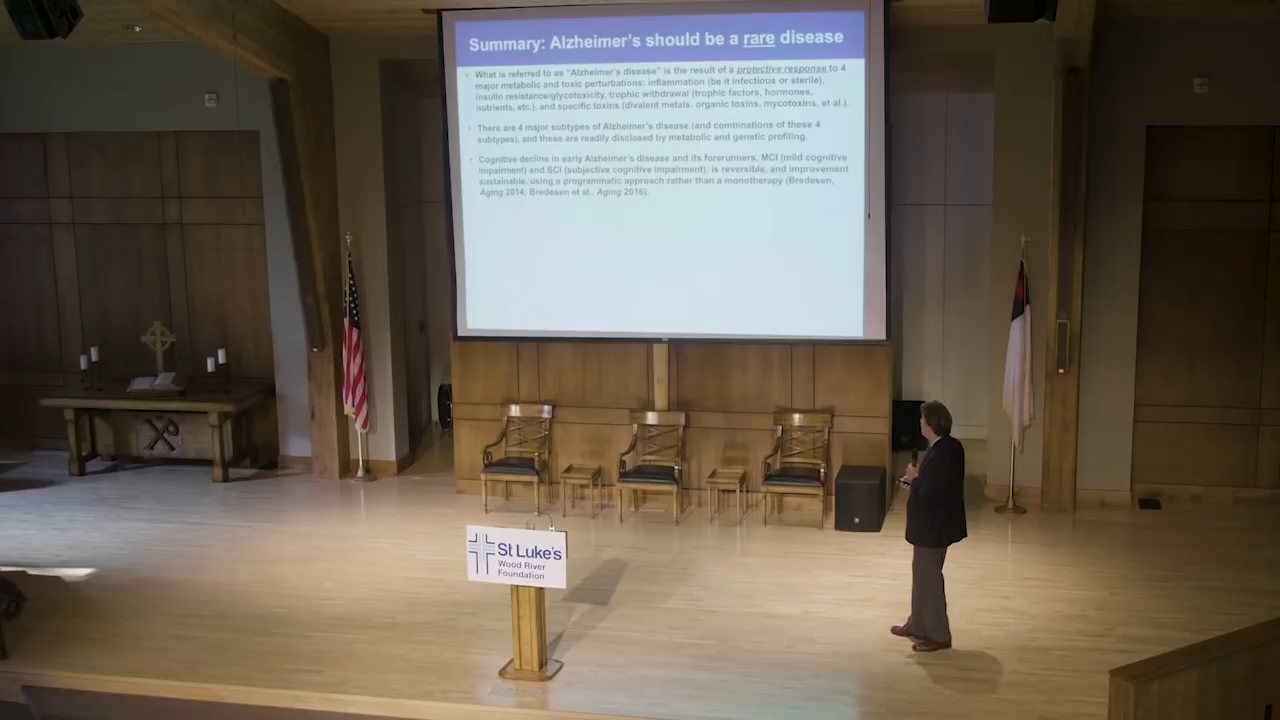 Summary: Alzheimer's should be a rare disease
• What is referred to as "Alzheimer's disease" is the result of a protective response to 4
major metabolic and toxic perturbations: inflammation (be it infectious or sterile),
insulin resistance/glycotoxicity, trophic withdrawal (trophic factors, hormones,
nutrients, etc.), and specific toxins (divalent metals, organic toxins, mycotoxins, et al.).
• There are 4 major subtypes of Alzheimer's disease (and combinations of these 4
subtypes), and these are readily disclosed by metabolic and genetic profiling.
• Cognitive decline in early Alzheimer's disease and its forerunners, MCI (mild cognitive
impairment) and SCI (subjective cognitive impairment), is reversible, and improvement
sustainable, using a programmatic approach rather than a monotherapy (Bredesen,
Aging 2014; Bredesen et al., Aging 2016).
St Luke's
Wood River
Foundation